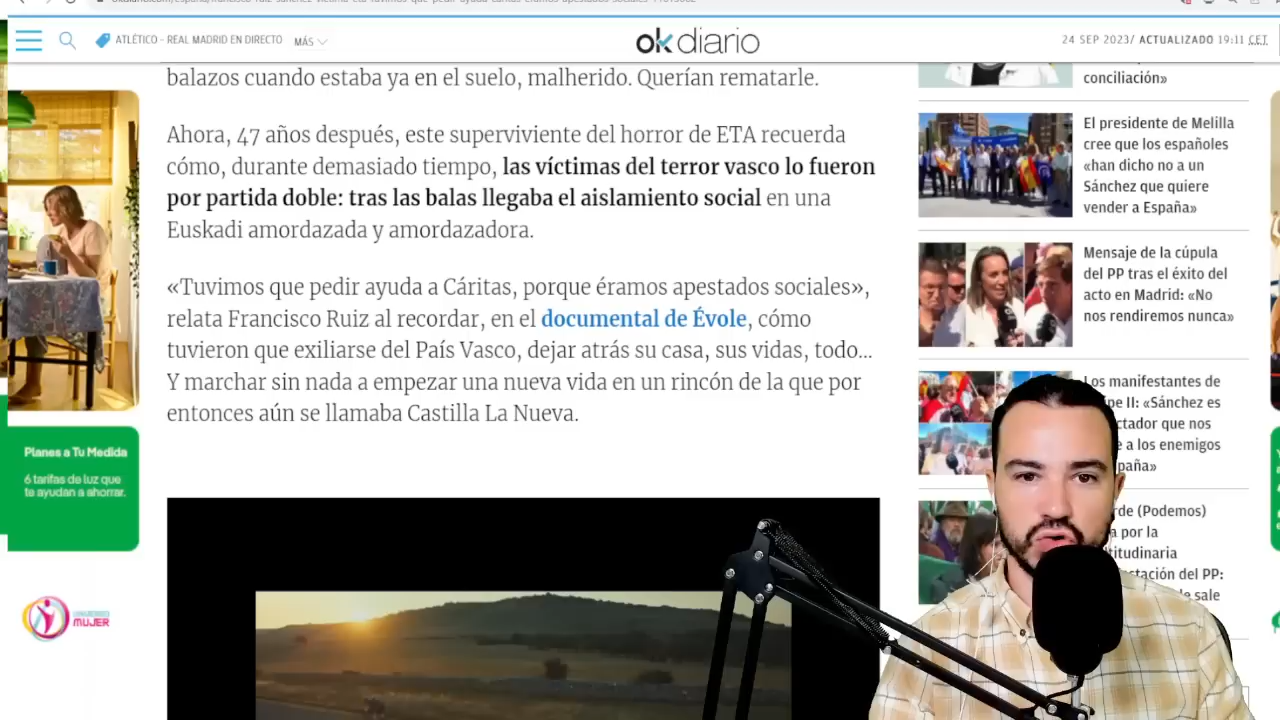 ATLÉTICO – REAL MADRID EN DIRECTO
MÁS
okdiario
24 SEP 2023/ ACTUALIZADO 19:11 CET
balazos cuando estaba ya en el suelo, malherido. Querían rematarle.
Ahora, 47 años después, este superviviente del horror de ETA recuerda
cómo, durante demasiado tiempo, las víctimas del terror vasco lo fueron
por partida doble: tras las balas llegaba el aislamiento social en una
Euskadi amordazada y amordazadora.
«Tuvimos que pedir ayuda a Cáritas, porque éramos apestados sociales»,
relata Francisco Ruiz al recordar, en el documental de Évole, cómo
tuvieron que exiliarse del País Vasco, dejar atrás su casa, sus vidas, todo...
Y marchar sin nada a empezar una nueva vida en un rincón de la que por
entonces aún se llamaba Castilla La Nueva.
conciliación»
El presidente de Melilla
cree que los españoles
«han dicho no a un
Sánchez que quiere
vender a España»
Mensaje de la cúpula
del PP tras el éxito del
acto en Madrid: «No
nos rendiremos nunca»
Los manifestantes de
II: «Sánchez es
que nos
a los enemigos
(Podemos)
por la
del PP:
sale
Planes a Tu Medida
6 tarifas de luz que
te ayudan a ahorrar.
MUJER